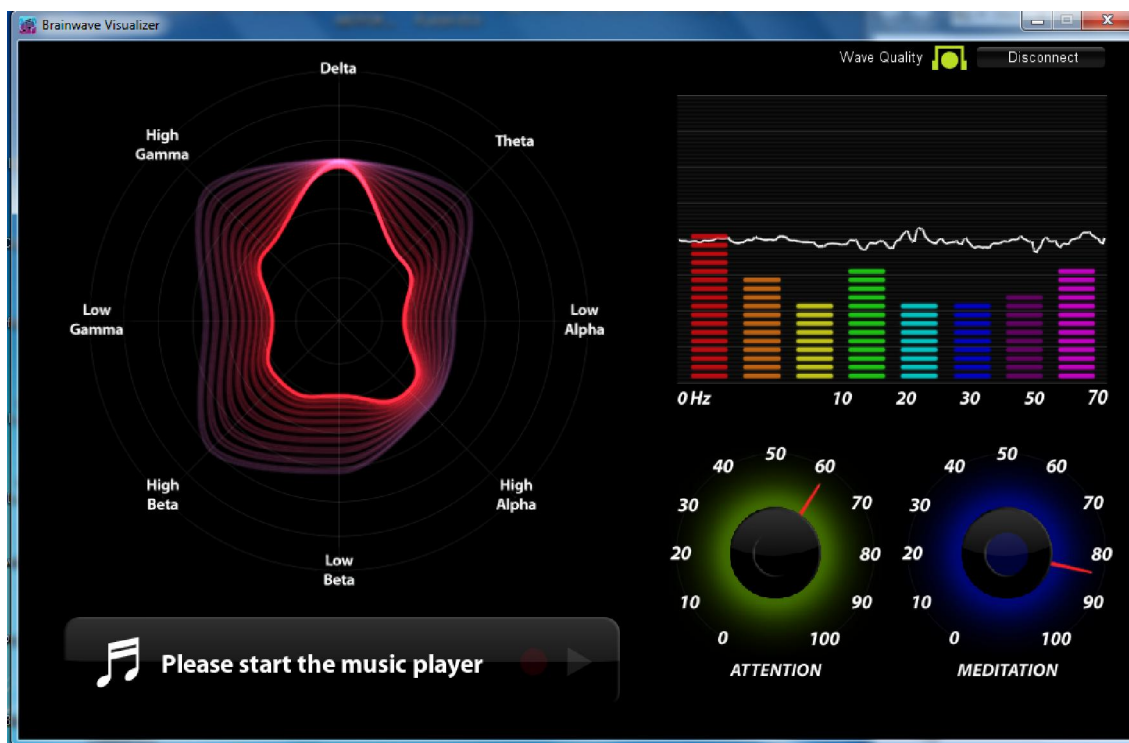 Brainwave Visualizer
Wave Quality
Disconnect
Delta
Theta
Low
Alpha
High
Alpha
Low
Beta
High
Beta
Low
Gamma
High
Gamma
0 Hz 10 20 30 50 70
0 10 20 30 40 50 60 70 80 90 100
ATTENTION
0 10 20 30 40 50 60 70 80 90 100
MEDITATION
Please start the music player